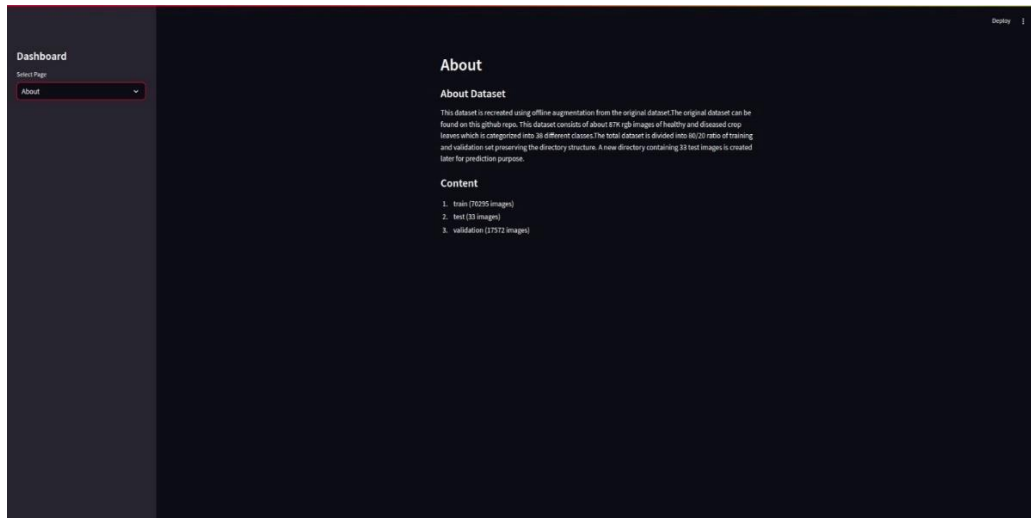 Deploy
Dashboard
Select Page
About
About
About Dataset
This dataset is recreated using offline augmentation from the original dataset.The original dataset can be
found on this github repo. This dataset consists of about 87K rgb images of healthy and diseased crop
leaves which is categorized into 38 different classes.The total dataset is divided into 80/20 ratio of training
and validation set preserving the directory structure. A new directory containing 33 test images is created
later for prediction purpose.
Content
1. train (70295 images)
2. test (33 images)
3. validation (17572 images)